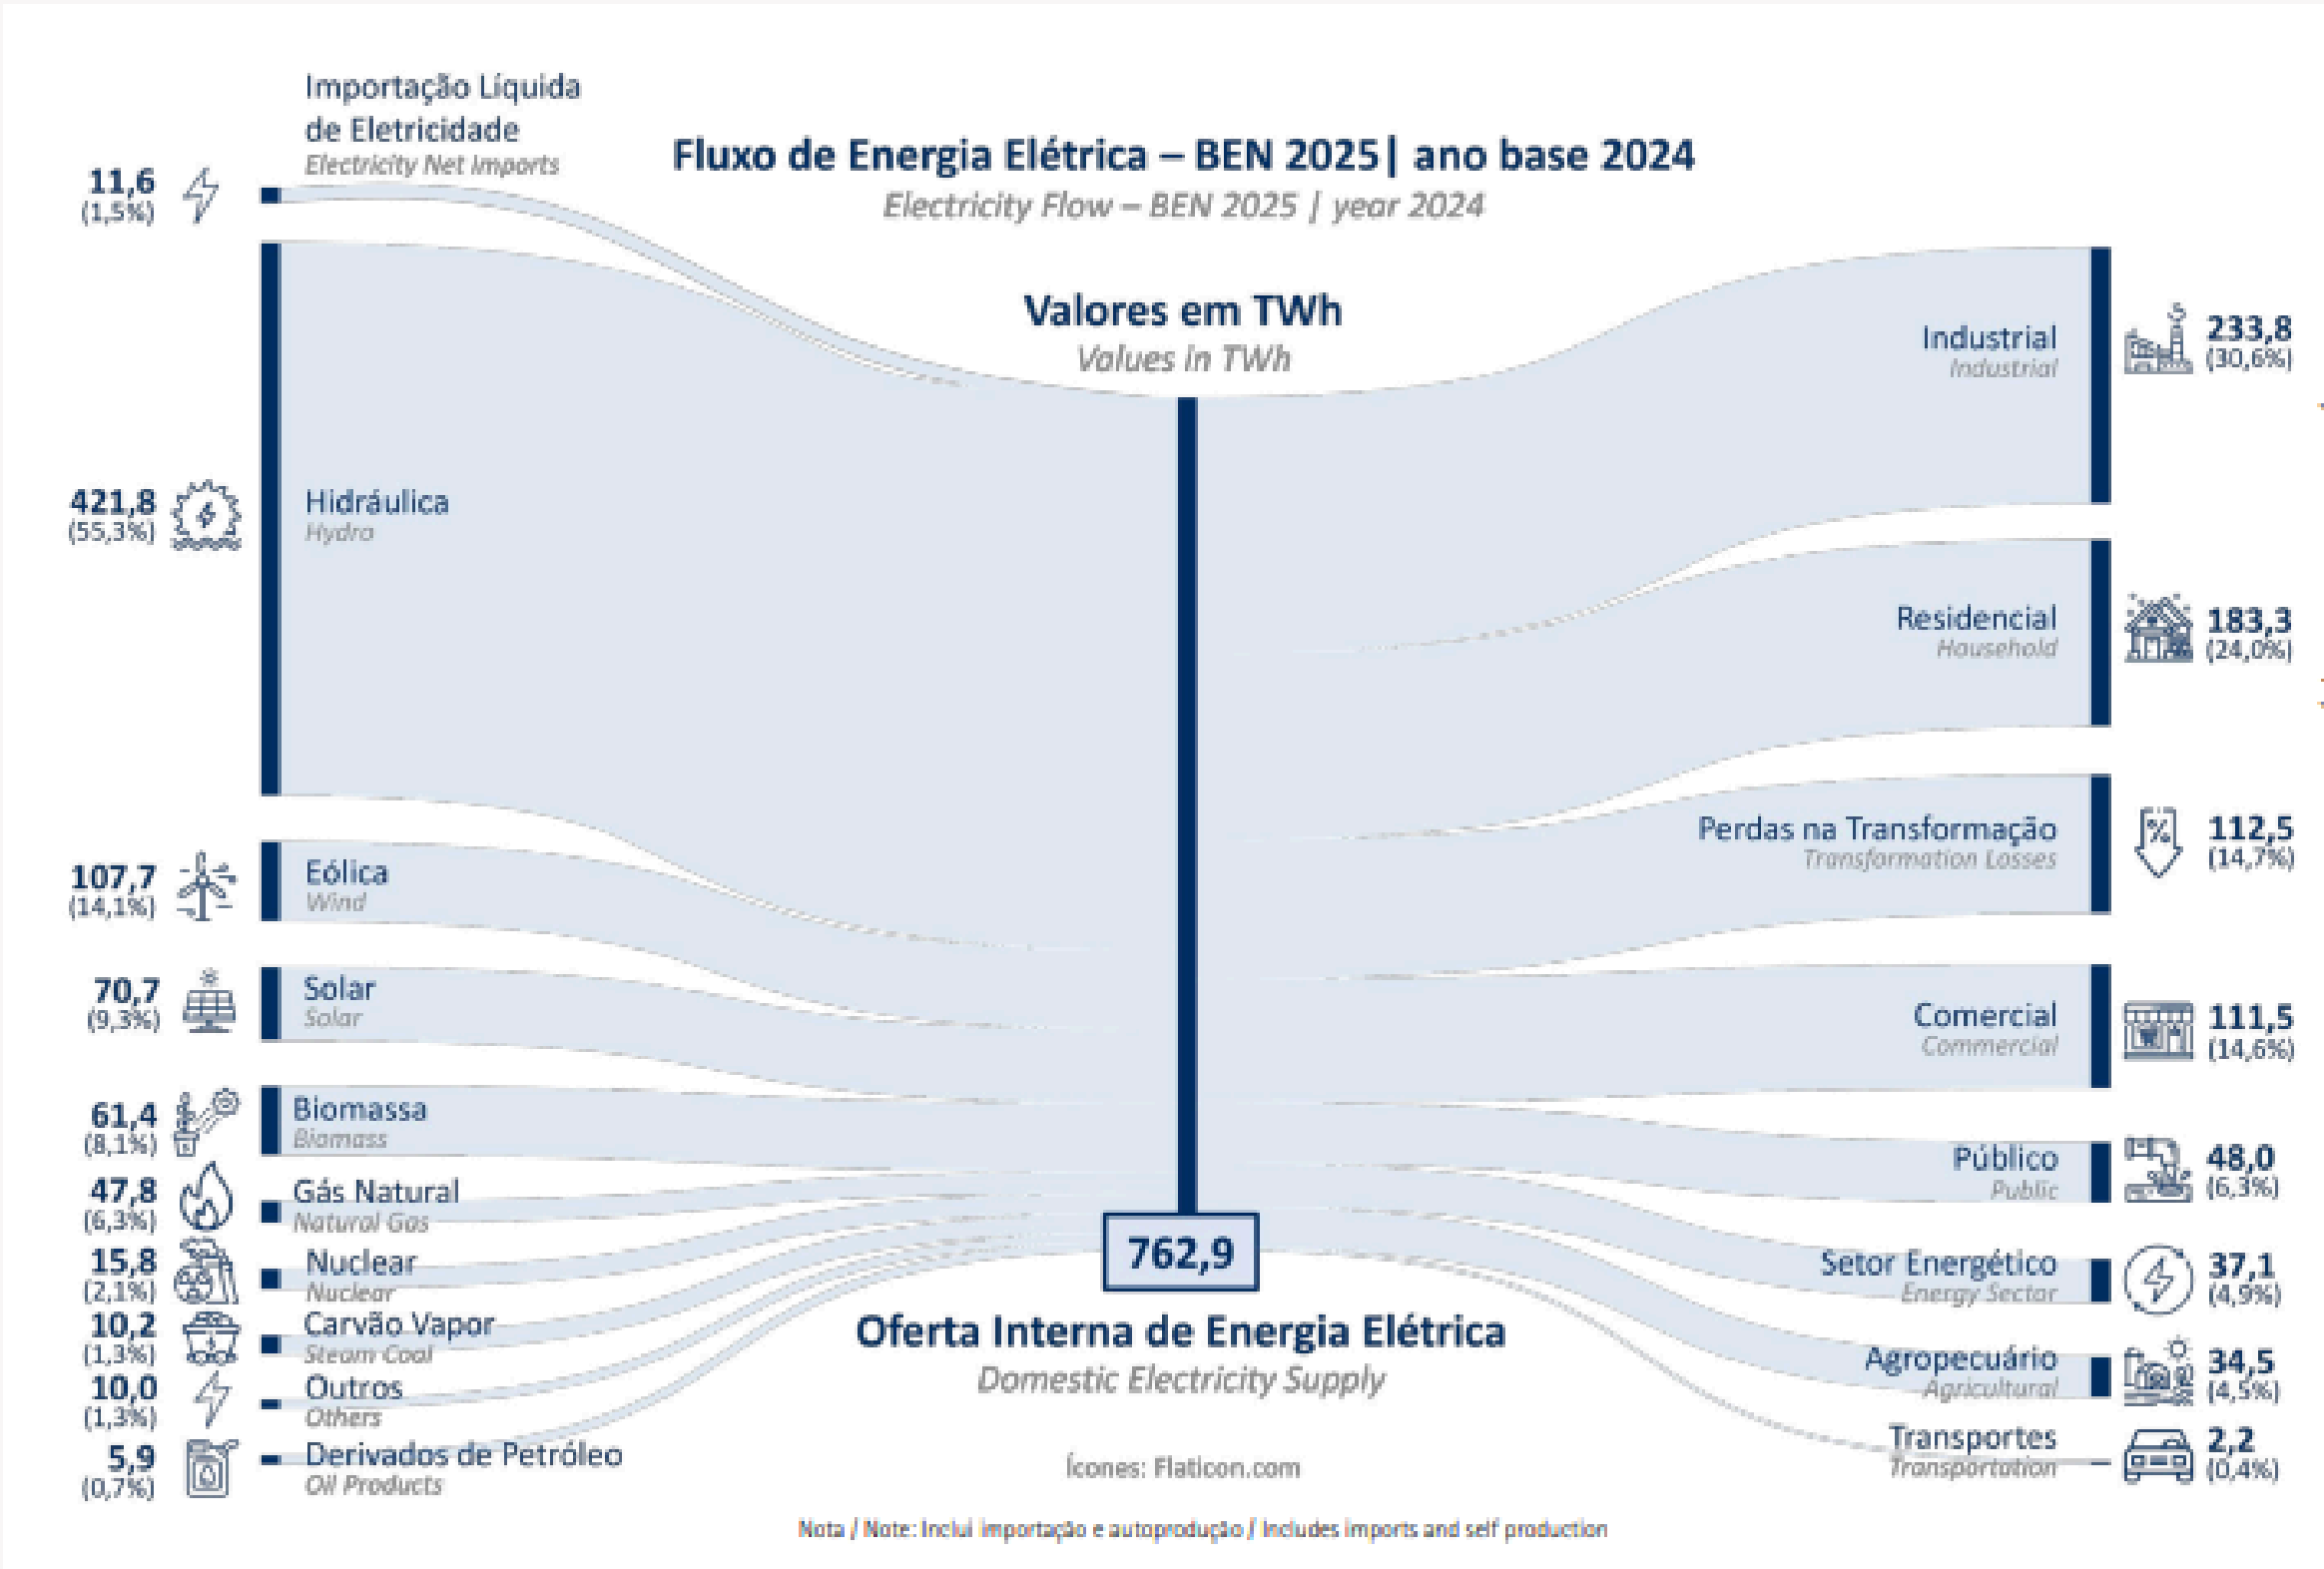 Importação Líquida
de Eletricidade
Electricity Net Imports
11,6
(1,5%)
Fluxo de Energia Elétrica – BEN 2025| ano base 2024
Electricity Flow – BEN 2025 | year 2024
Valores em TWh
Values in TWh
421,8
(55,3%)
Hidráulica
Hydro
107,7
(14,1%)
Eólica
Wind
70,7
(9,3%)
Solar
Solar
61,4
(8,1%)
Biomassa
Biomass
47,8
(6,3%)
Gás Natural
Natural Gas
15,8
(2,1%)
Nuclear
Nuclear
10,2
(1,3%)
Carvão Vapor
Steam Coal
10,0
(1,3%)
Outros
Others
5,9
(0,7%)
Derivados de Petróleo
Oil Products
762,9
Oferta Interna de Energia Elétrica
Domestic Electricity Supply
Industrial
Industrial
233,8
(30,6%)
Residencial
Household
183,3
(24,0%)
Perdas na Transformação
Transformation Losses
112,5
(14,7%)
%
Comercial
Commercial
111,5
(14,6%)
Público
Public
48,0
(6,3%)
Setor Energético
Energy Sector
37,1
(4,9%)
Agropecuário
Agricultural
34,5
(4,5%)
Transportes
Transportation
2,2
(0,4%)
Ícones: Flaticon.com
Nota / Note: Inclui importação e autoprodução / Includes imports and self production